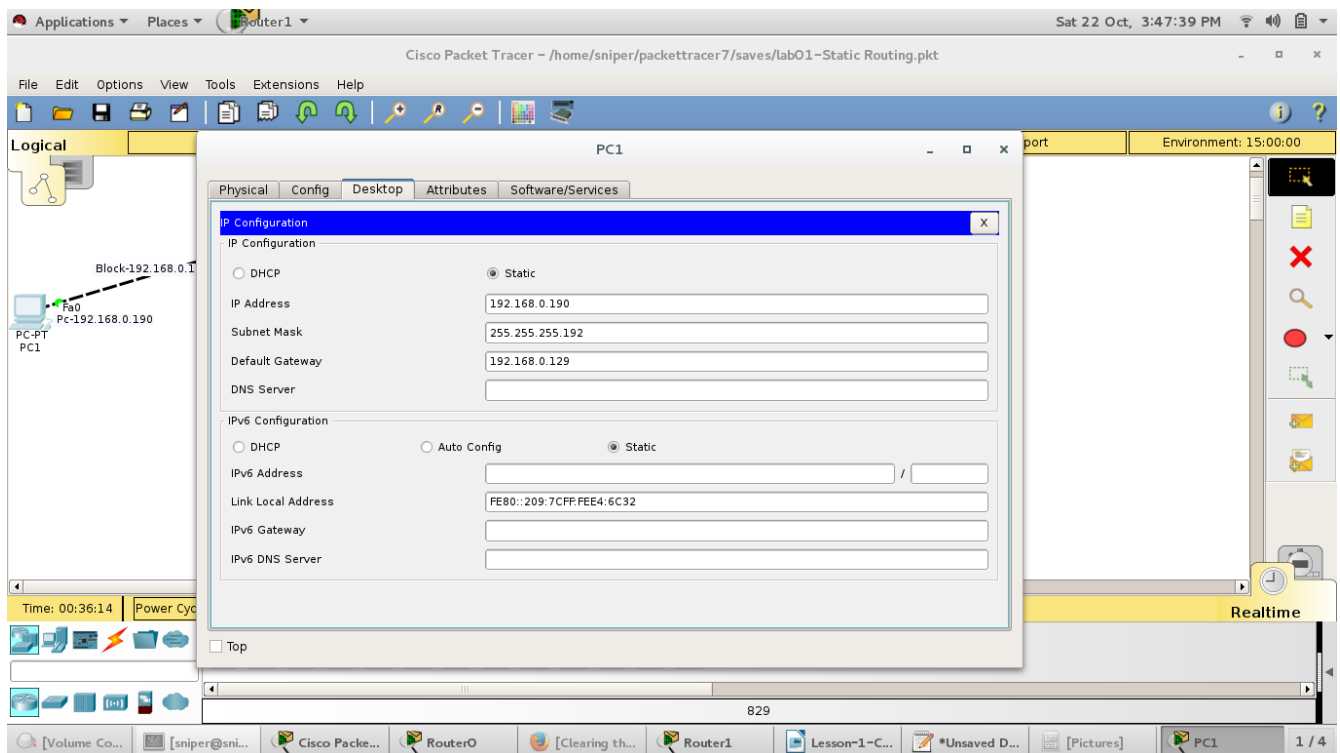 Applications Places Router1 Sat 22 Oct, 3:47:39 PM
Cisco Packet Tracer – /home/sniper/packettracer7/saves/lab01–Static Routing.pkt
File Edit Options View Tools Extensions Help
Logical
port
Environment: 15:00:00
PC1
Physical Config Desktop Attributes Software/Services
IP Configuration X
IP Configuration
DHCP Static
IP Address 192.168.0.190
Subnet Mask 255.255.255.192
Default Gateway 192.168.0.129
DNS Server
IPv6 Configuration
DHCP Auto Config Static
IPv6 Address /
Link Local Address FE80::209:7CFF:FEE4:6C32
IPv6 Gateway
IPv6 DNS Server
Top
Block-192.168.0.1
Fa0
Pc-192.168.0.190
PC-PT
PC1
Time: 00:36:14 Power Cyc
Realtime
829
[Volume Co... [sniper@sni... Cisco Packe... Router0 [Clearing th... Router1 Lesson-1-C... *Unsaved D... [Pictures] PC1 1 / 4